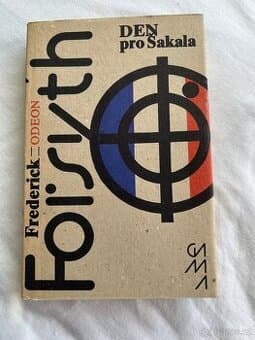 DEN
pro Šakala
Frederick
ODEON
Forsyth
GAMA